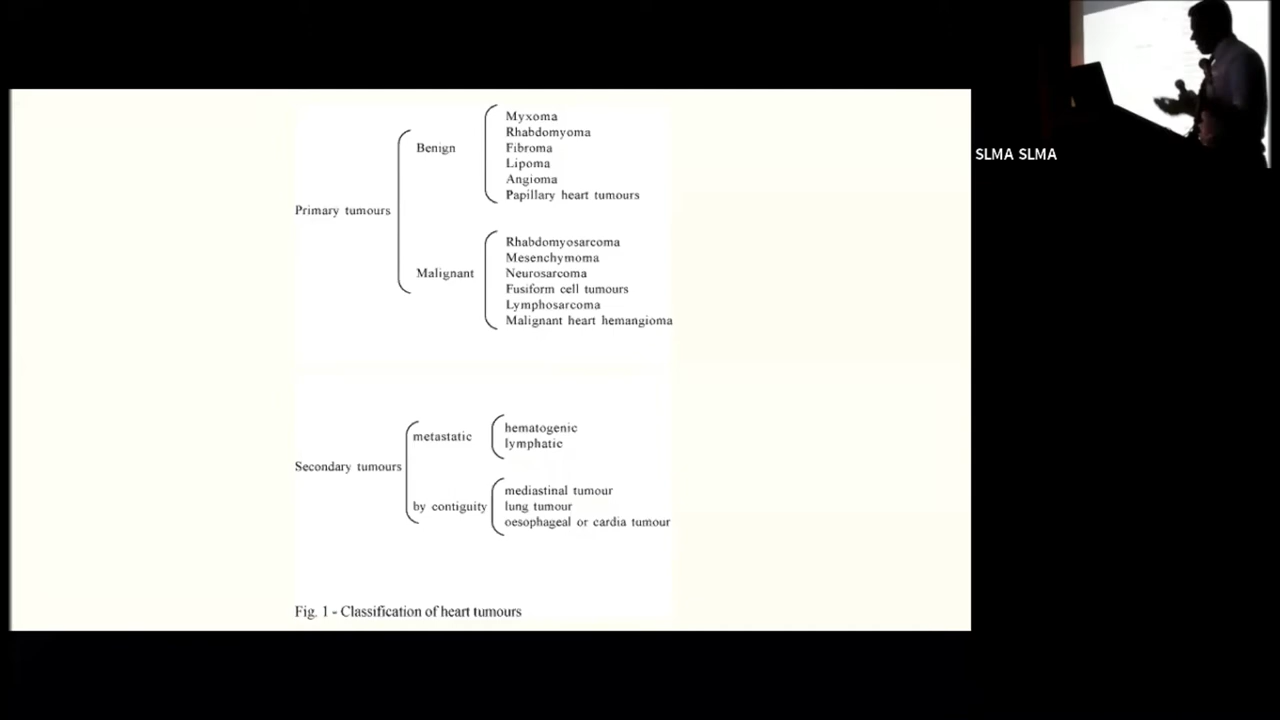 Myxoma
Rhabdomyoma
Benign
Fibroma
Lipoma
Angioma
Papillary heart tumours
Primary tumours
Rhabdomyosarcoma
Mesenchymoma
Malignant
Neurosarcoma
Fusiform cell tumours
Lymphosarcoma
Malignant heart hemangioma
metastatic
hematogenic
lymphatic
Secondary tumours
mediastinal tumour
by contiguity
lung tumour
oesophageal or cardia tumour
Fig. 1 - Classification of heart tumours
SLMA SLMA